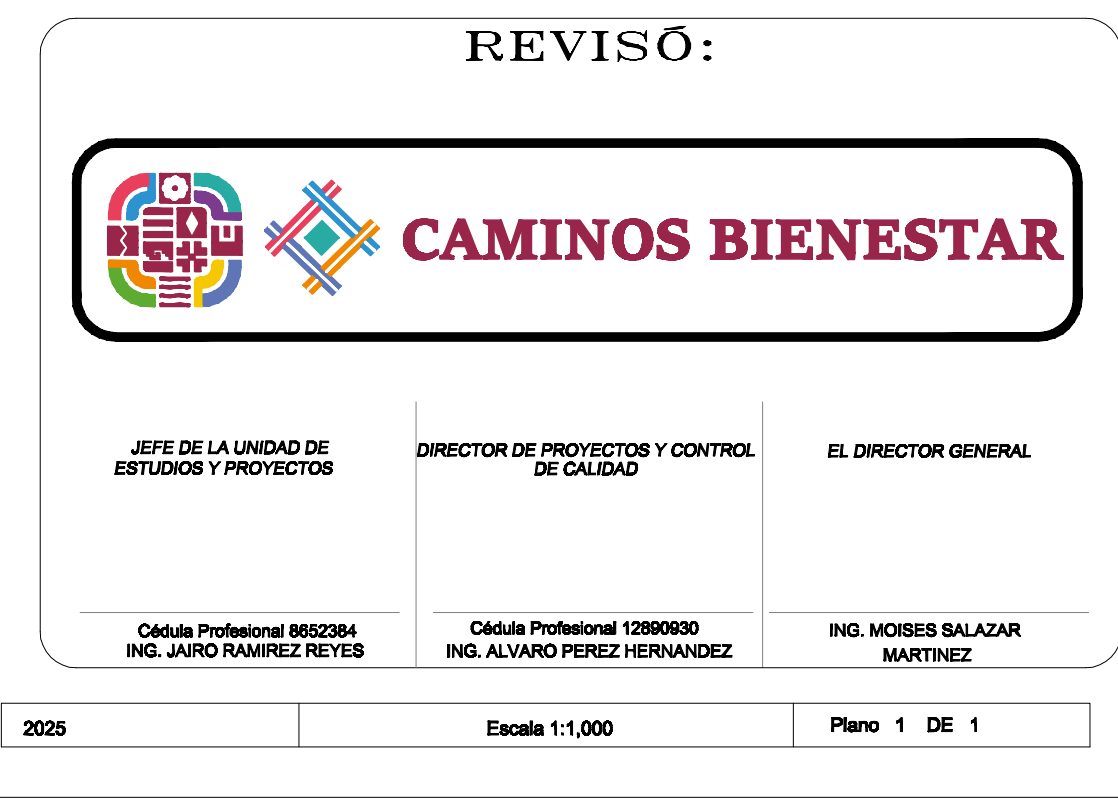 REVISÓ:
CAMINOS BIENESTAR
JEFE DE LA UNIDAD DE
ESTUDIOS Y PROYECTOS
Cédula Profesional 8652384
ING. JAIRO RAMIREZ REYES
DIRECTOR DE PROYECTOS Y CONTROL
DE CALIDAD
Cédula Profesional 12890930
ING. ALVARO PEREZ HERNANDEZ
EL DIRECTOR GENERAL
ING. MOISES SALAZAR
MARTINEZ
2025
Escala 1:1,000
Plano 1 DE 1